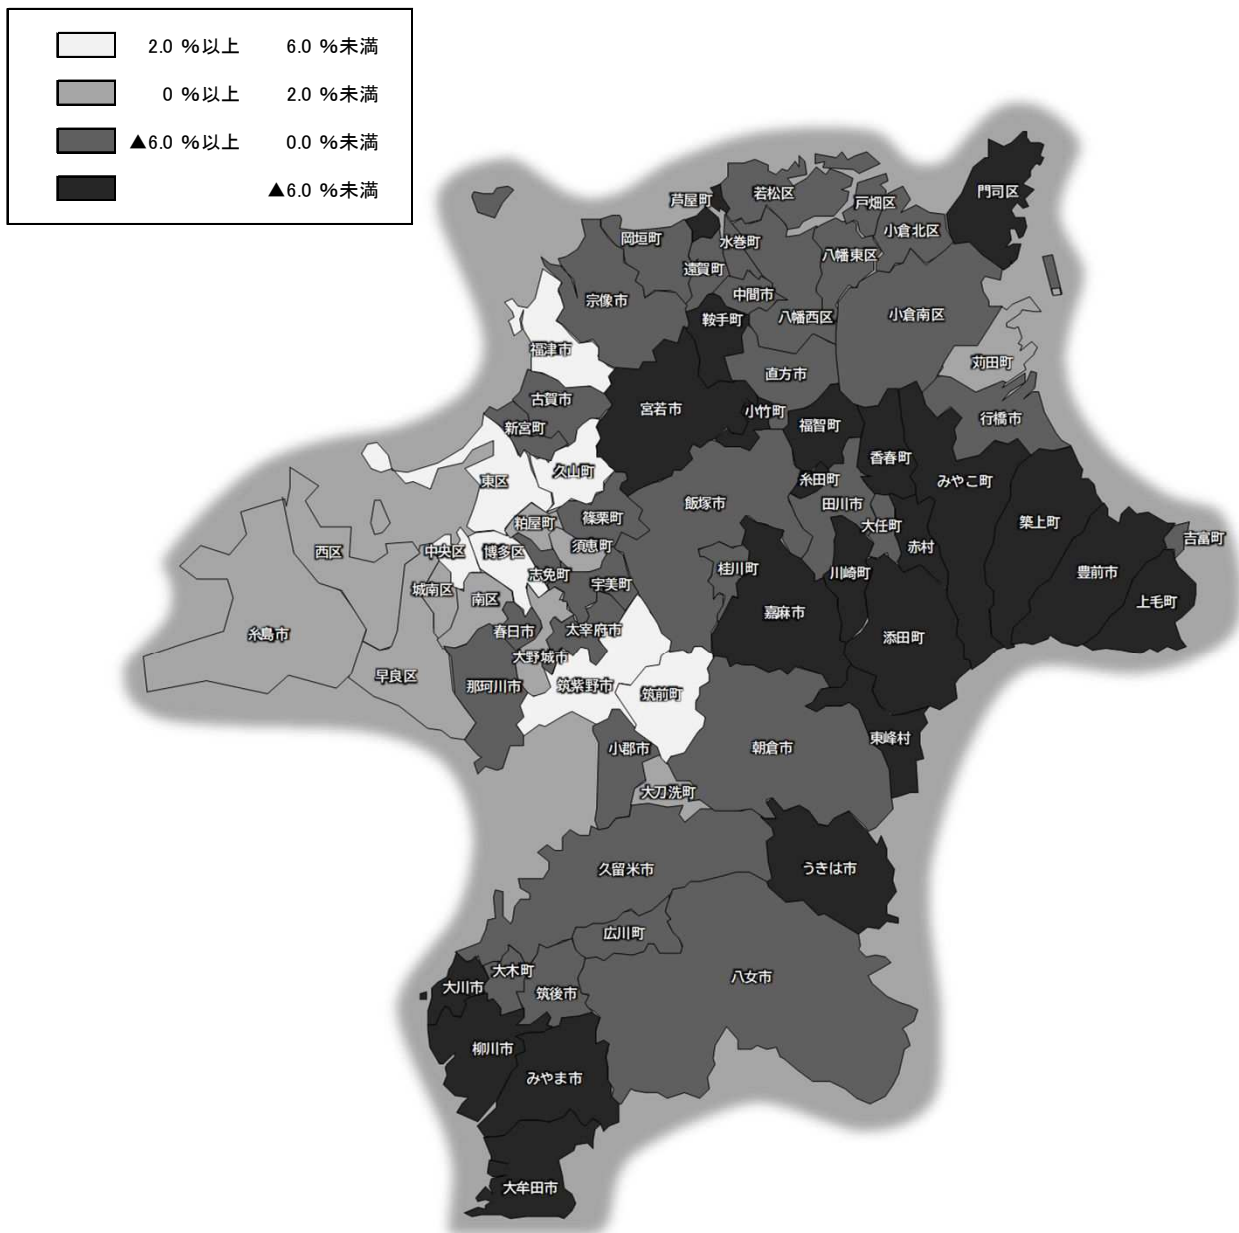 2.0 %以上 6.0 %未満
0 %以上 2.0 %未満
▲6.0 %以上 0.0 %未満
▲6.0 %未満
門司区
若松区
芦屋町
戸畑区
小倉北区
岡垣町
水巻町
八幡東区
遠賀町
中間市
宗像市
鞍手町
八幡西区
小倉南区
福津市
苅田町
直方市
古賀市
宮若市
小竹町
行橋市
新宮町
福智町
香春町
久山町
東区
糸田町
みやこ町
飯塚市
田川市
篠栗町
粕屋町
大任町
築上町
吉富町
須恵町
赤村
西区
中央区
博多区
志免町
桂川町
川崎町
豊前市
宇美町
城南区
南区
上毛町
嘉麻市
春日市
太宰府市
糸島市
添田町
大野城市
早良区
那珂川市
筑紫野市
筑前町
東峰村
小郡市
朝倉市
大刀洗町
久留米市
うきは市
広川町
大木町
八女市
大川市
筑後市
柳川市
みやま市
大牟田市